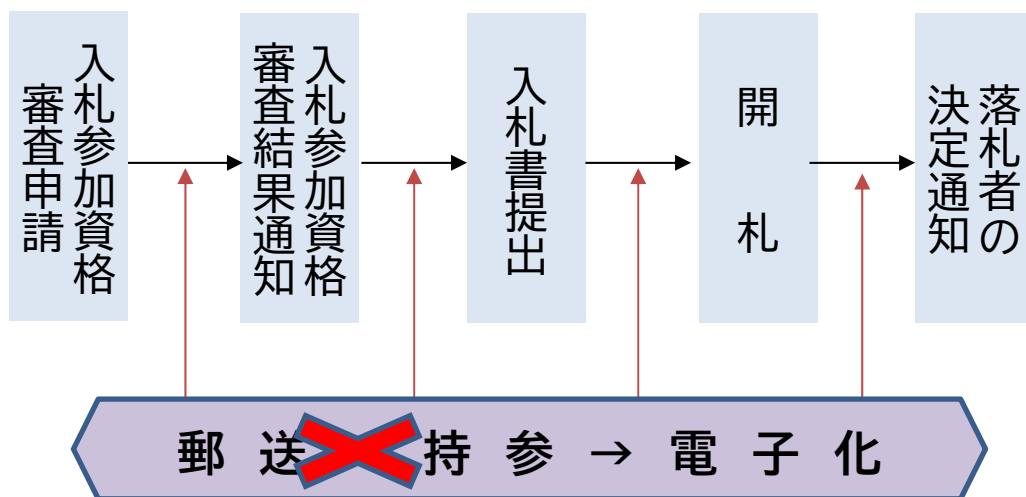 入札参加資格
審査申請
入札参加資格
審査結果通知
入札書提出
開札
落札者の
決定通知
郵送 持参→電子化